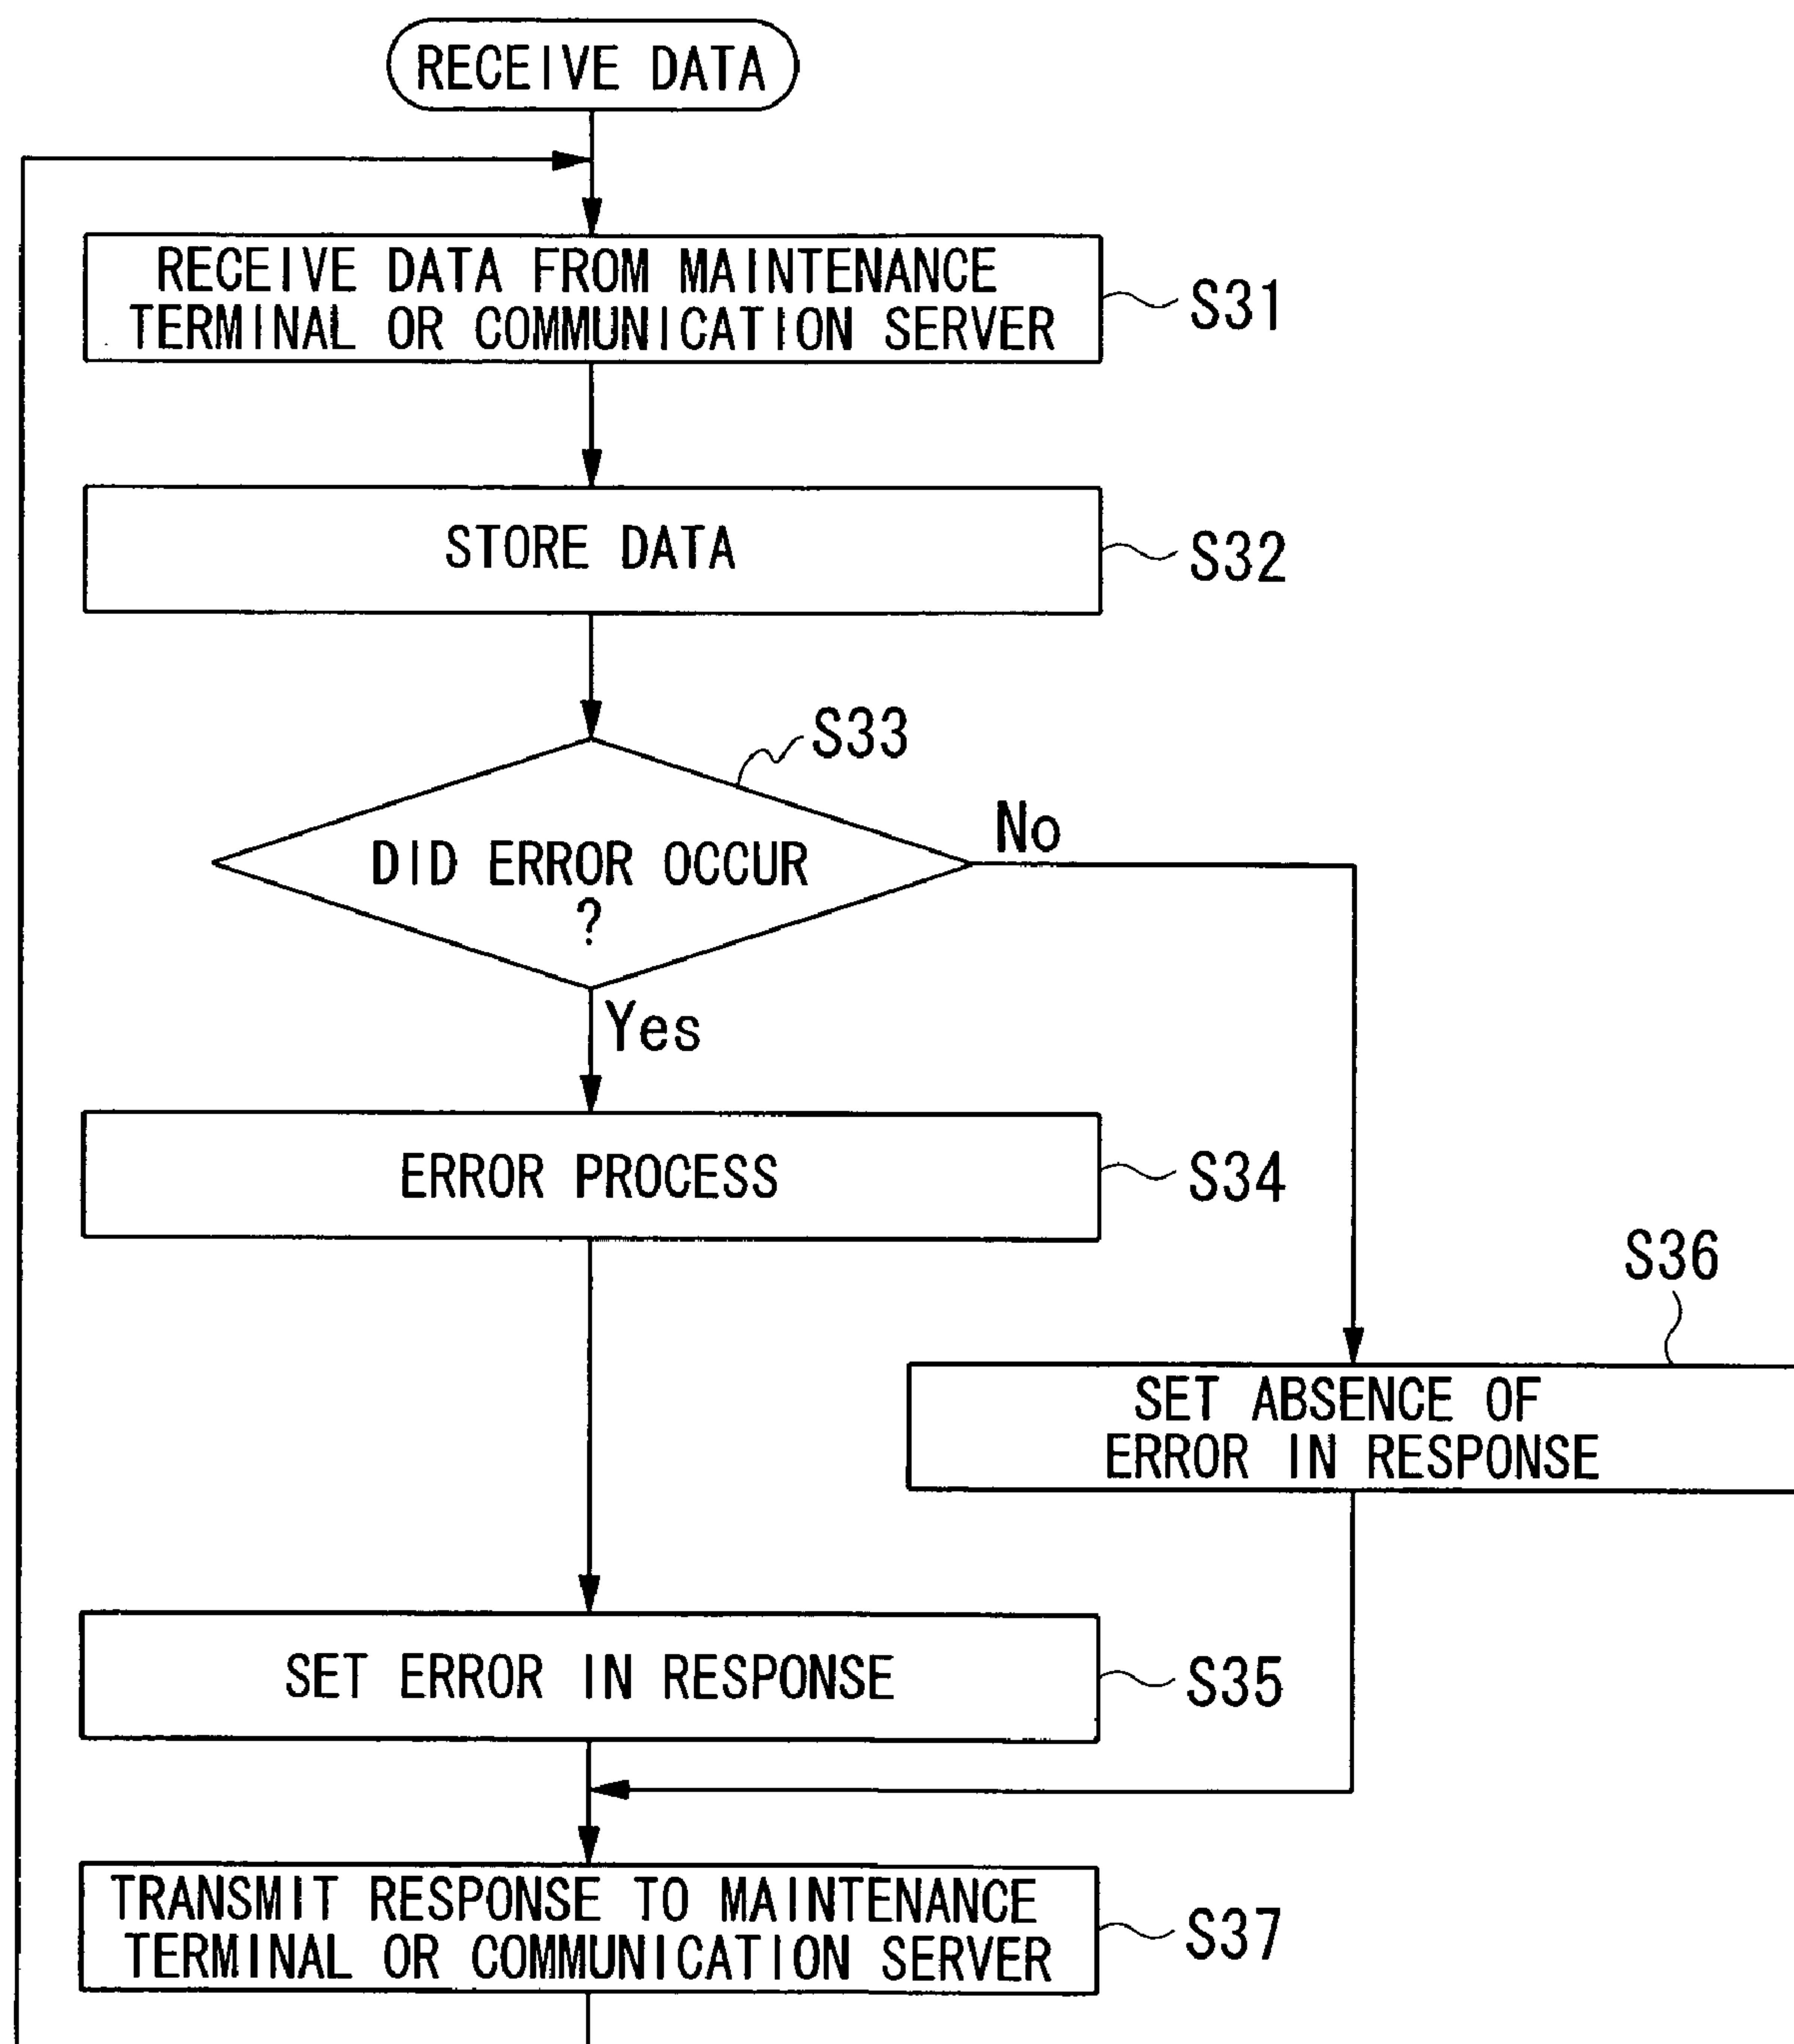 RECEIVE DATA
RECEIVE DATA FROM MAINTENANCE
TERMINAL OR COMMUNICATION SERVER
S31
STORE DATA
S32
S33
DID ERROR OCCUR
?
No
Yes
ERROR PROCESS
S34
S36
SET ABSENCE OF
ERROR IN RESPONSE
SET ERROR IN RESPONSE
S35
TRANSMIT RESPONSE TO MAINTENANCE
TERMINAL OR COMMUNICATION SERVER
S37